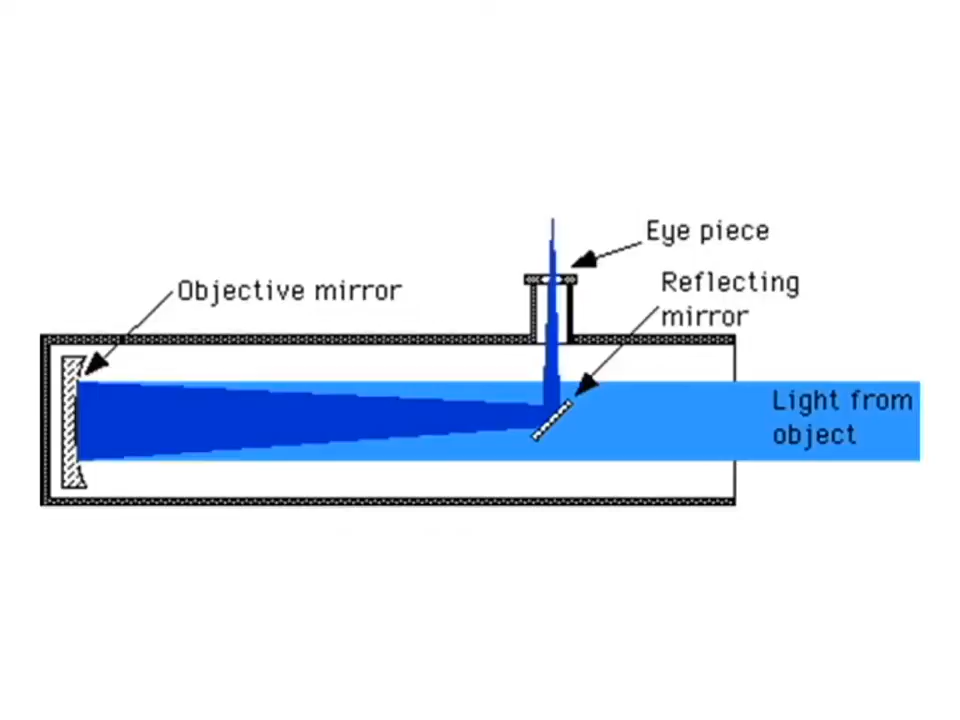 Eye piece
Reflecting
mirror
Objective mirror
Light from
object